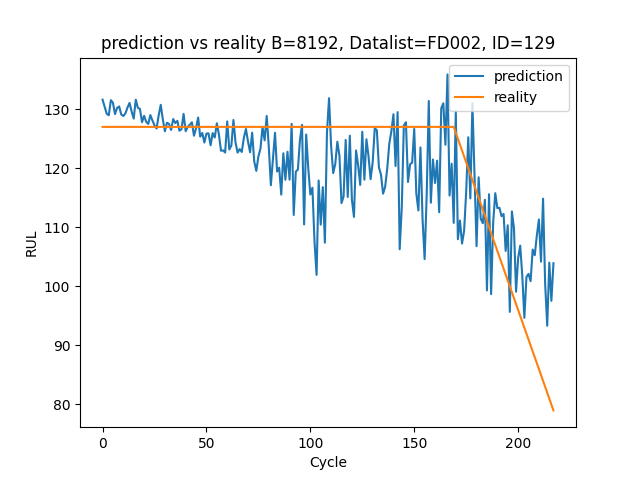 prediction vs reality B=8192, Datalist=FD002, ID=129
prediction
reality
RUL
130
120
110
100
90
80
0 50 100 150 200
Cycle